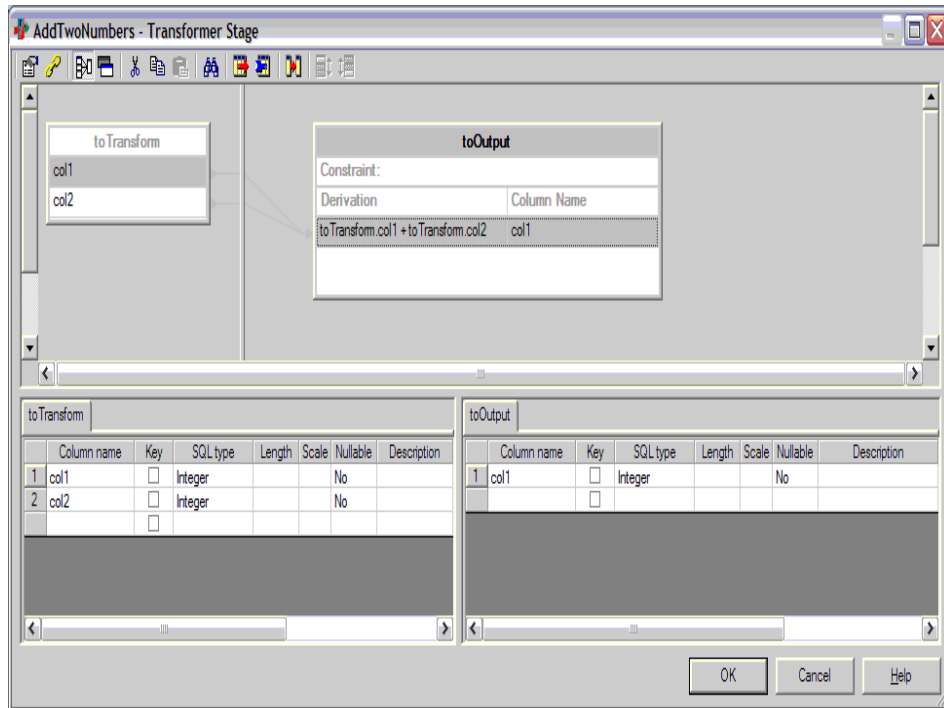 AddTwoNumbers - Transformer Stage
toTransform
col1
col2
toOutput
Constraint:
Derivation Column Name
toTransform.col1 + toTransform.col2 col1
toTransform
Column name Key SQL type Length Scale Nullable Description
1 col1 Integer No
2 col2 Integer No
toOutput
Column name Key SQL type Length Scale Nullable Description
1 col1 Integer No
OK Cancel Help